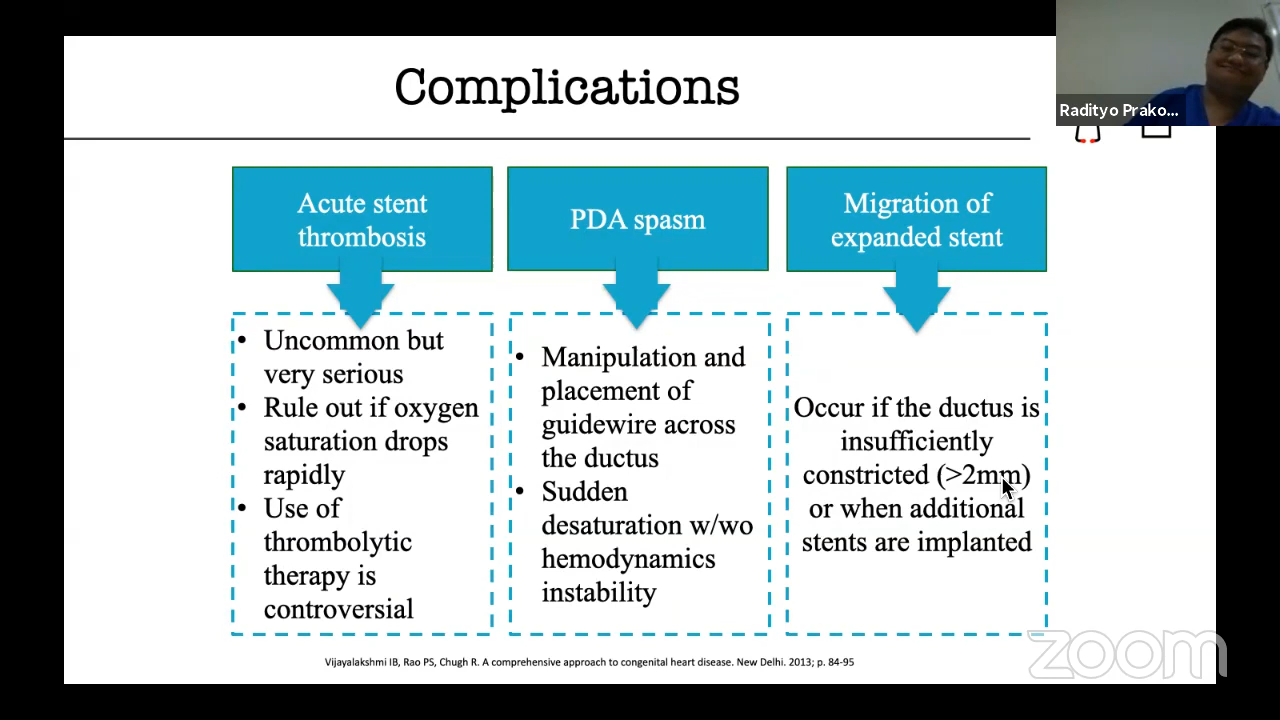 Complications
RaditYo Prako...
Acute stent
thrombosis
PDA spasm
Migration of
expanded stent
• Uncommon but
very serious
• Rule out if oxygen
saturation drops
rapidly
• Use of
thrombolytic
therapy is
controversial
• Manipulation and
placement of
guidewire across
the ductus
• Sudden
desaturation w/wo
hemodynamics
instability
Occur if the ductus is
insufficiently
constricted (>2mm)
or when additional
stents are implanted
Vijayalakshmi IB, Rao PS, Chugh R. A comprehensive approach to congenital heart disease. New Delhi. 2013; p. 84-95
zoom